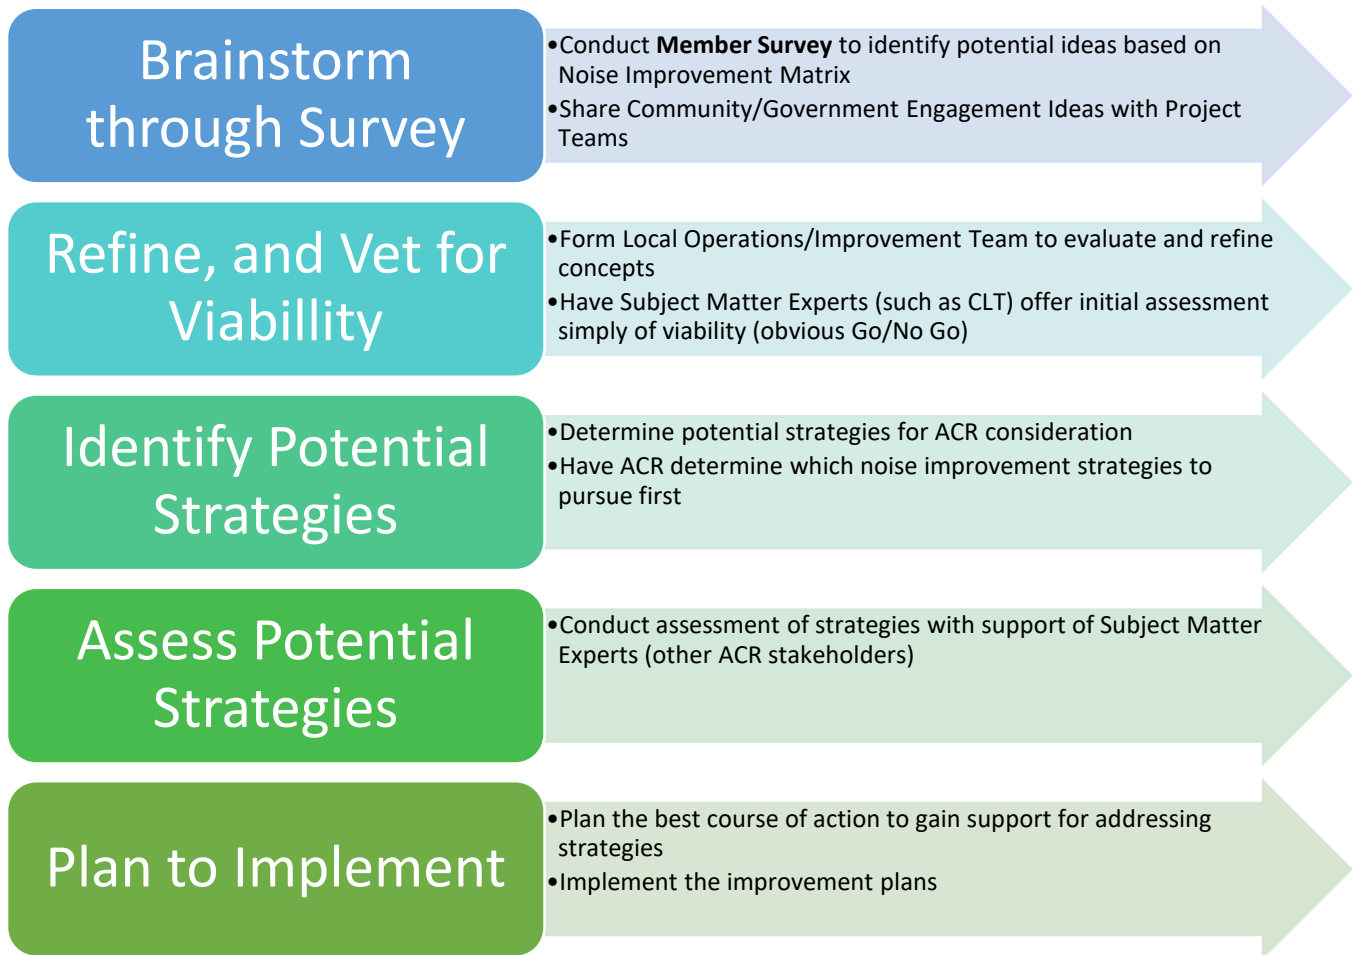 Brainstorm
through Survey
•Conduct Member Survey to identify potential ideas based on
Noise Improvement Matrix
•Share Community/Government Engagement Ideas with Project
Teams
Refine, and Vet for
Viabillity
•Form Local Operations/Improvement Team to evaluate and refine
concepts
•Have Subject Matter Experts (such as CLT) offer initial assessment
simply of viability (obvious Go/No Go)
Identify Potential
Strategies
•Determine potential strategies for ACR consideration
•Have ACR determine which noise improvement strategies to
pursue first
Assess Potential
Strategies
•Conduct assessment of strategies with support of Subject Matter
Experts (other ACR stakeholders)
Plan to Implement
•Plan the best course of action to gain support for addressing
strategies
•Implement the improvement plans